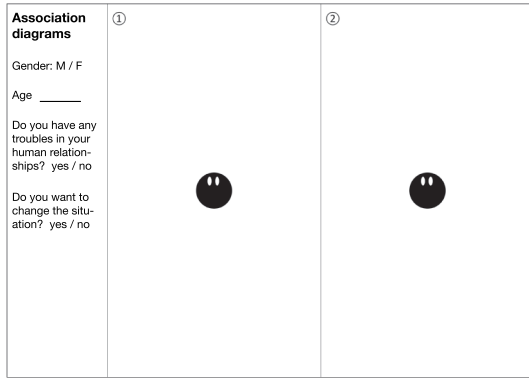 Association
diagrams
Gender: M / F
Age ______
Do you have any
troubles in your
human relation-
ships? yes / no
Do you want to
change the situ-
ation? yes / no
①
②